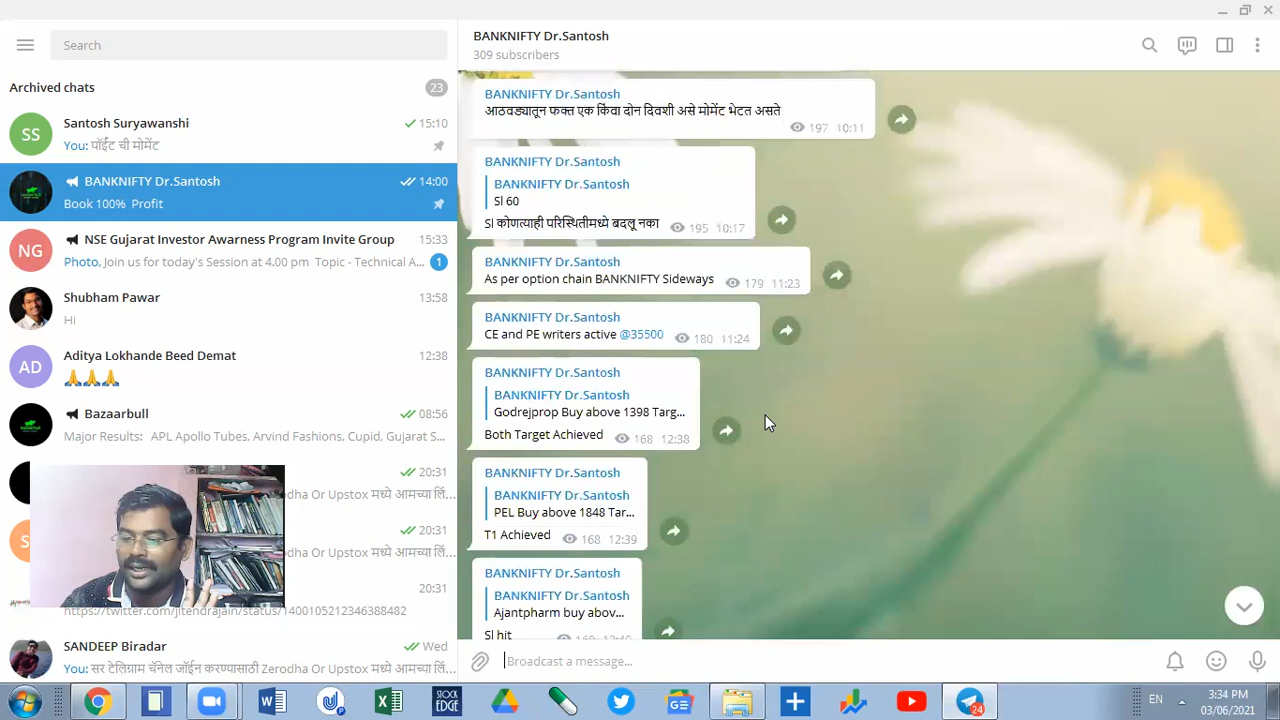 Search
BANKNIFTY Dr.Santosh
309 subscribers
Archived chats
23
SS
Santosh Suryawanshi
15:10
You: पॉईंट ची मोमेंट
BANKNIFTY Dr.Santosh
14:00
Book 100% Profit
NG
NSE Gujarat Investor Awarness Program Invite Group
15:33
Photo, Join us for today's Session at 4.00 pm Topic - Technical A...
1
Shubham Pawar
13:58
Hi
AD
Aditya Lokhande Beed Demat
12:38
🙏🙏🙏
Bazaarbull
08:56
Major Results: APL Apollo Tubes, Arvind Fashions, Cupid, Gujarat S...
20:31
odha Or Upstox मध्ये आमच्या लिं...
20:31
odha Or Upstox मध्ये आमच्या लिं...
20:31
https://twitter.com/jitendrajain/status/1400105212346388482
SANDEEP Biradar
Wed
You: सर टेलिग्राम चॅनेल जॉईन करण्यासाठी Zerodha Or Upstox मध्ये आमच्या लिं...
BANKNIFTY Dr.Santosh
आठवड्यातून फक्त एक किंवा दोन दिवशी असे मोमेंट भेटत असते
197 10:11
BANKNIFTY Dr.Santosh
BANKNIFTY Dr.Santosh
Sl 60
Sl कोणत्याही परिस्थितीमध्ये बदलू नका 195 10:17
BANKNIFTY Dr.Santosh
As per option chain BANKNIFTY Sideways 179 11:23
BANKNIFTY Dr.Santosh
CE and PE writers active @35500 180 11:24
BANKNIFTY Dr.Santosh
BANKNIFTY Dr.Santosh
Godrejprop Buy above 1398 Targ...
Both Target Achieved 168 12:38
BANKNIFTY Dr.Santosh
BANKNIFTY Dr.Santosh
PEL Buy above 1848 Tar...
T1 Achieved 168 12:39
BANKNIFTY Dr.Santosh
BANKNIFTY Dr.Santosh
Ajantpharm buy abov...
Sl hit
Broadcast a message...
STOCK
EDGE
24
EN
3:34 PM
03/06/2021